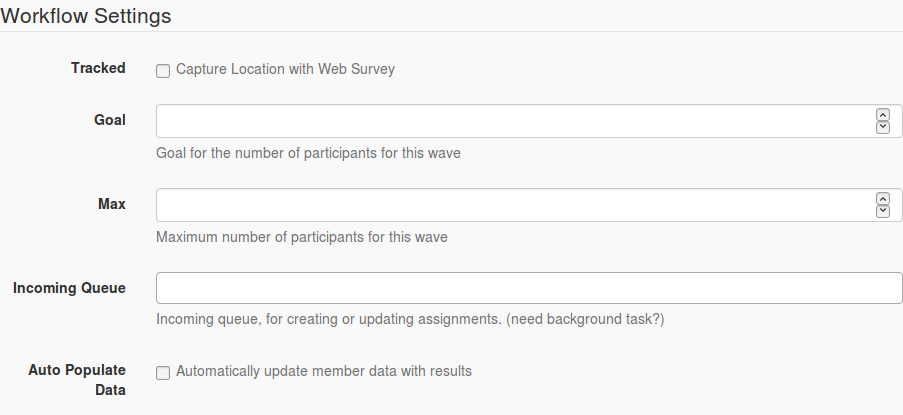 Workflow Settings
Tracked
Capture Location with Web Survey
Goal
Goal for the number of participants for this wave
Max
Maximum number of participants for this wave
Incoming Queue
Incoming queue, for creating or updating assignments. (need background task?)
Auto Populate
Data
Automatically update member data with results